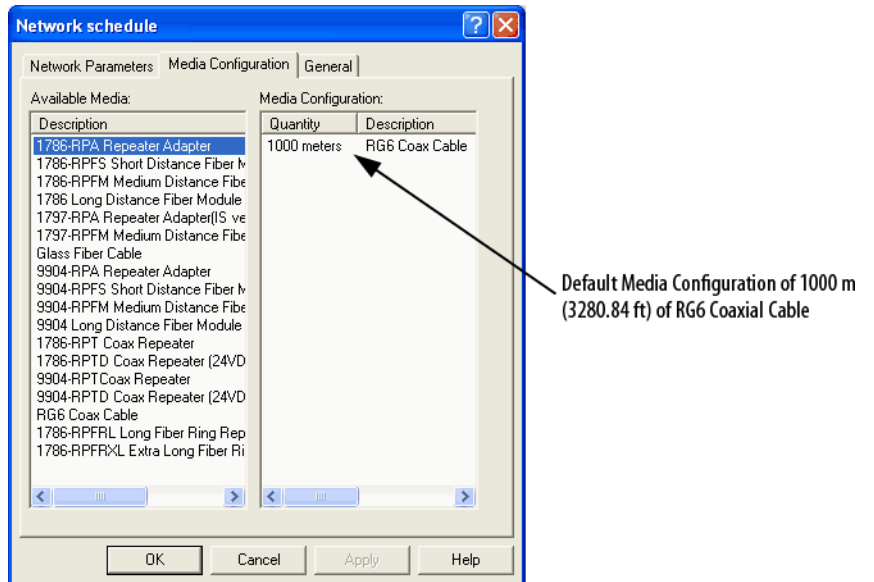 Network schedule
Network Parameters Media Configuration General
Available Media:
Description
1786-RPA Repeater Adapter
1786-RPFS Short Distance Fiber M
1786-RPFM Medium Distance Fibe
1786 Long Distance Fiber Module
1797-RPA Repeater Adapter(IS ve
1797-RPFM Medium Distance Fibe
Glass Fiber Cable
9904-RPA Repeater Adapter
9904-RPFS Short Distance Fiber M
9904-RPFM Medium Distance Fibe
9904 Long Distance Fiber Module
1786-RPT Coax Repeater
1786-RPTD Coax Repeater (24VD
9904-RPTCoax Repeater
9904-RPTD Coax Repeater (24VD
RG6 Coax Cable
1786-RPFRL Long Fiber Ring Rep
1786-RPFRXL Extra Long Fiber Ri
Media Configuration:
Quantity Description
1000 meters RG6 Coax Cable
Default Media Configuration of 1000 m
(3280.84 ft) of RG6 Coaxial Cable
OK Cancel Apply Help